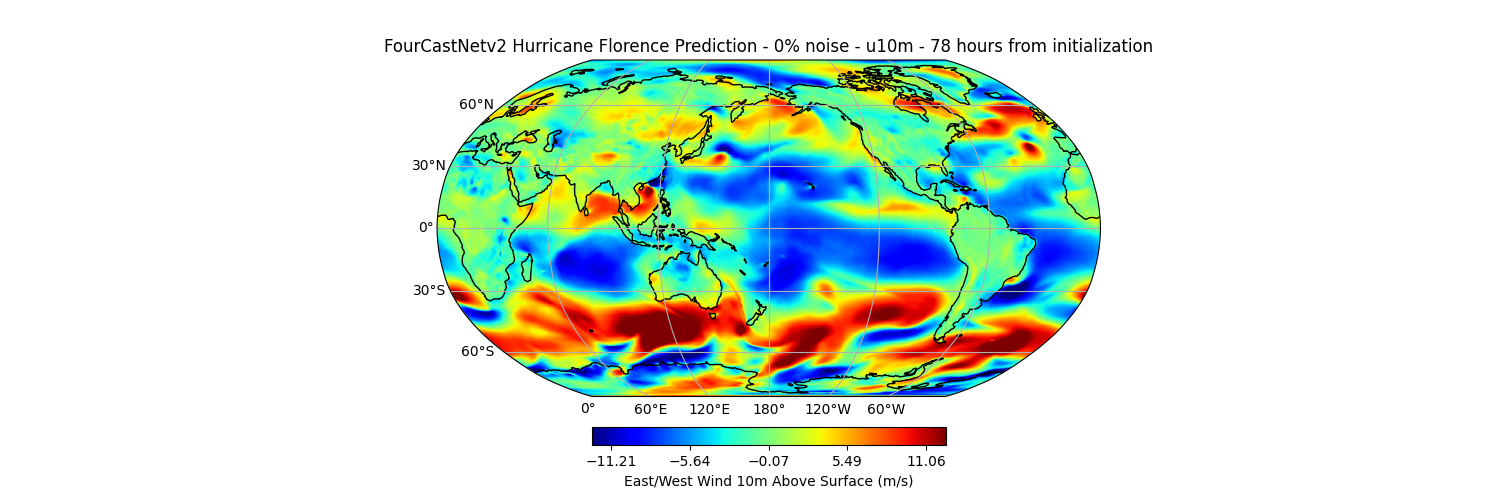 FourCastNetv2 Hurricane Florence Prediction - 0% noise - u10m - 78 hours from initialization
60°N
30°N
0°
30°S
60°S
0° 60°E 120°E 180° 120°W 60°W
−11.21 −5.64 −0.07 5.49 11.06
East/West Wind 10m Above Surface (m/s)